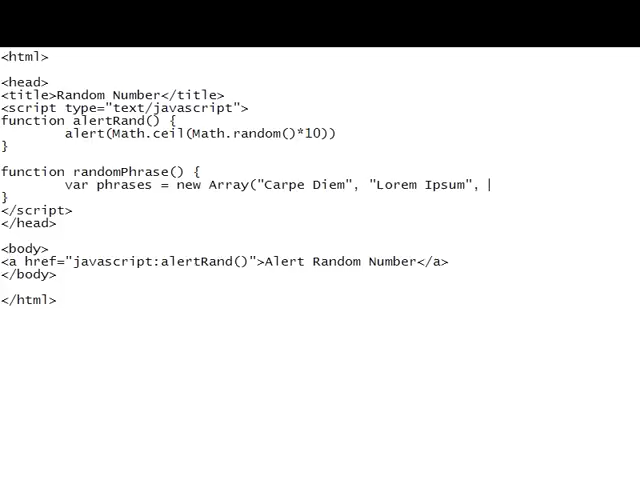 <html>
<head>
<title>Random Number</title>
<script type="text/javascript">
function alertRand() {
alert(Math.ceil(Math.random()*10))
}
function randomPhrase() {
var phrases = new Array("Carpe Diem", "Lorem Ipsum",
}
</script>
</head>
<body>
<a href="javascript:alertRand()">Alert Random Number</a>
</body>
</html>